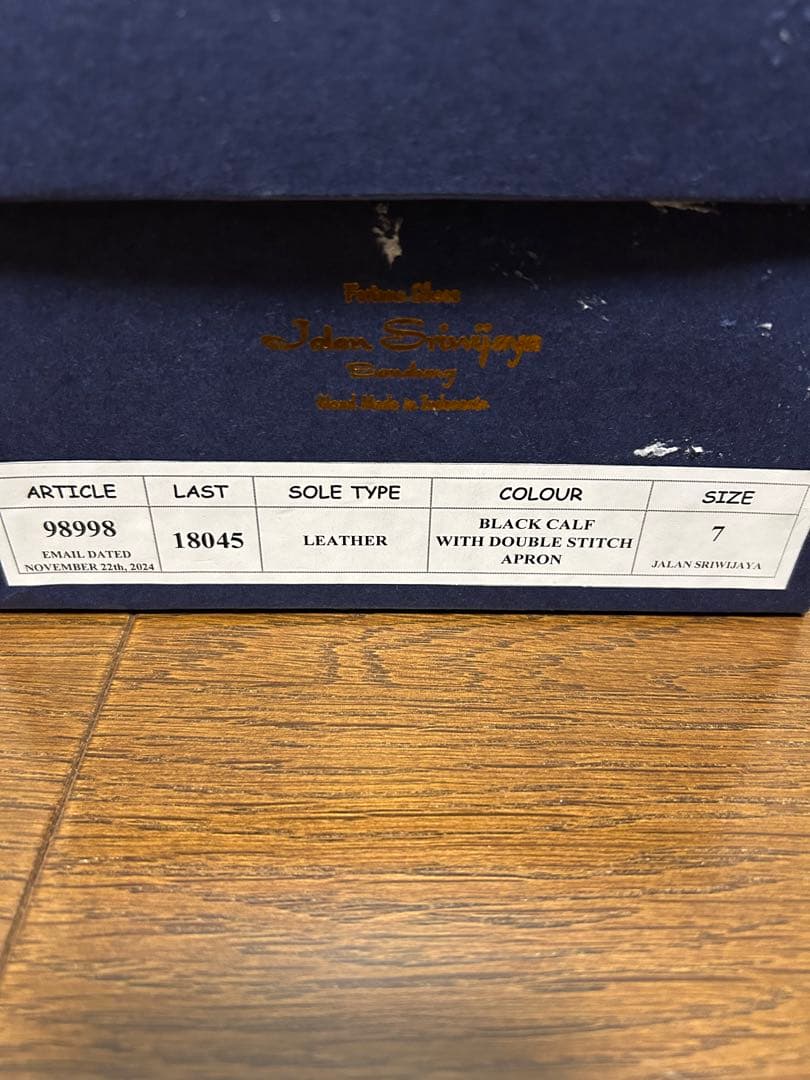 Fortuna Shoes
Jalan Sriwijaya
Bandung
Hand Made in Indonesia
ARTICLE LAST SOLE TYPE COLOUR SIZE
98998
EMAIL DATED
NOVEMBER 22th, 2024
18045
LEATHER
BLACK CALF
WITH DOUBLE STITCH
APRON
7
JALAN SRIWIJAYA